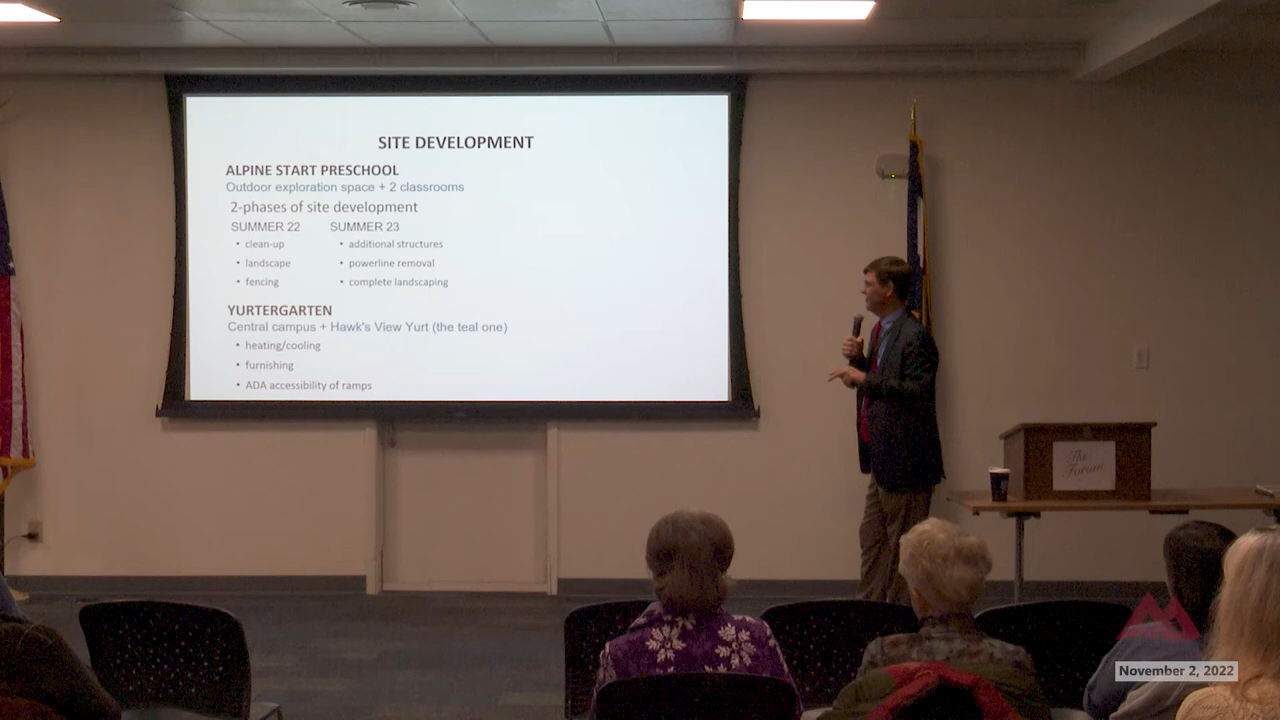 SITE DEVELOPMENT
ALPINE START PRESCHOOL
Outdoor exploration space + 2 classrooms
2-phases of site development
SUMMER 22 SUMMER 23
• clean-up • additional structures
• landscape • powerline removal
• fencing • complete landscaping
YURTERGARTEN
Central campus + Hawk's View Yurt (the teal one)
• heating/cooling
• furnishing
• ADA accessibility of ramps
The
Forum
November 2, 2022